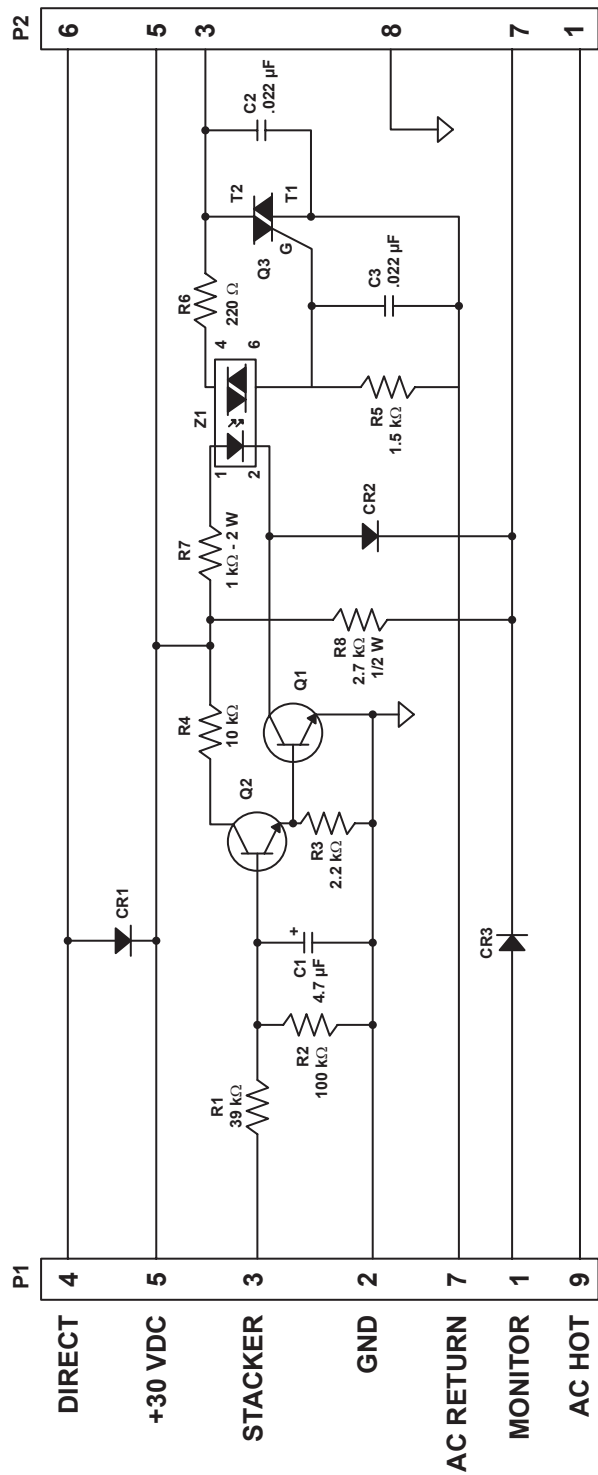 P1
P2
DIRECT
4
6
+30 VDC
5
5
STACKER
3
3
GND
2
8
AC RETURN
7
MONITOR
1
7
AC HOT
9
1
CR1
R1
39 kΩ
R2
100 kΩ
C1
4.7 µF
+
Q2
R3
2.2 kΩ
R4
10 kΩ
Q1
R7
1 kΩ - 2 W
R8
2.7 kΩ
1/2 W
CR2
CR3
Z1
1
2
4
6
R6
220 Ω
R5
1.5 kΩ
Q3
G
T2
T1
C3
.022 µF
C2
.022 µF